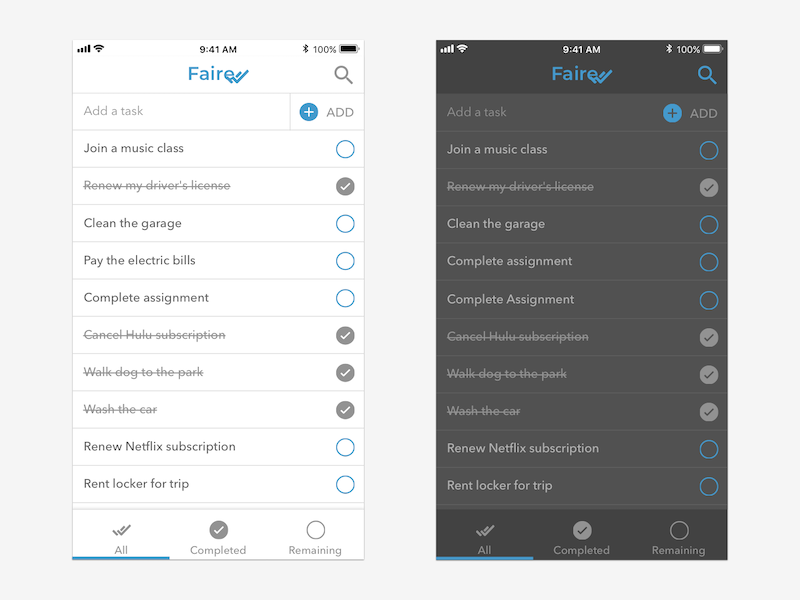 9:41 AM
100%
Faire
Add a task
ADD
Join a music class
Renew my driver's license
Clean the garage
Pay the electric bills
Complete assignment
Cancel Hulu subscription
Walk dog to the park
Wash the car
Renew Netflix subscription
Rent locker for trip
All
Completed
Remaining
9:41 AM
100%
Faire
Add a task
ADD
Join a music class
Renew my driver's license
Clean the garage
Complete assignment
Complete Assignment
Cancel Hulu subscription
Walk dog to the park
Wash the car
Renew Netflix subscription
Rent locker for trip
All
Completed
Remaining